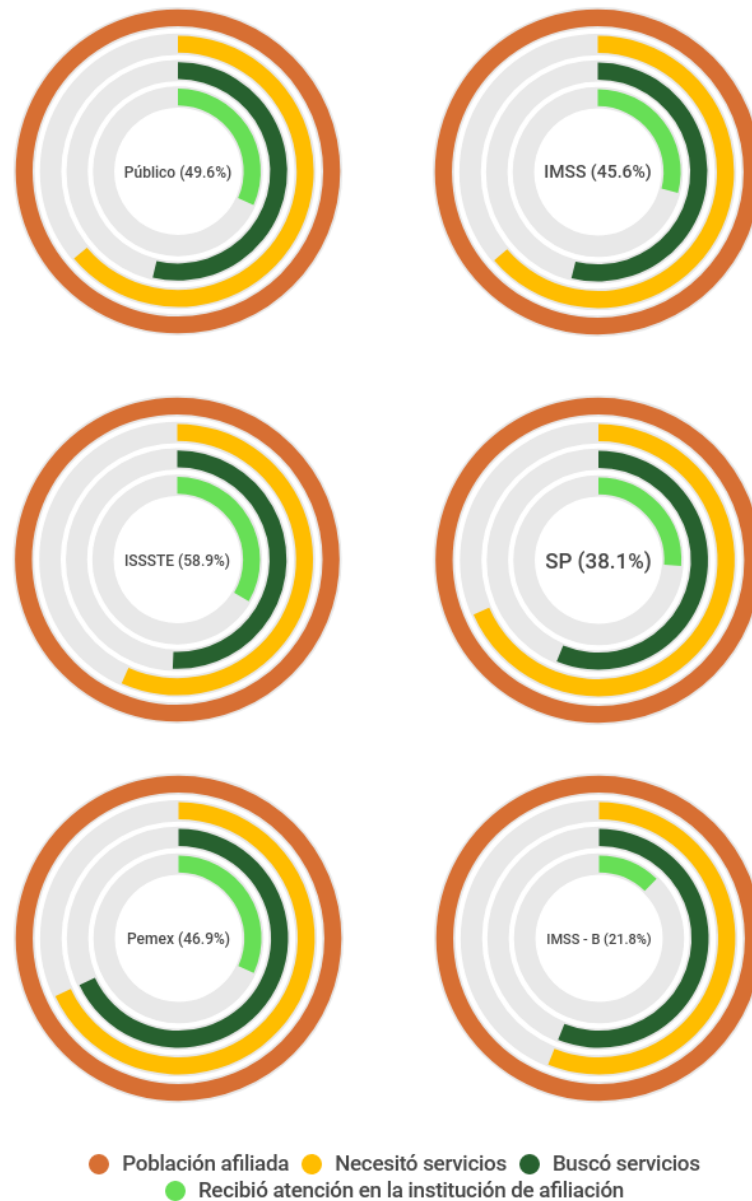 Público (49.6%)
IMSS (45.6%)
ISSSTE (58.9%)
SP (38.1%)
Pemex (46.9%)
IMSS - B (21.8%)
Población afiliada Necesitó servicios Buscó servicios
Recibió atención en la institución de afiliación